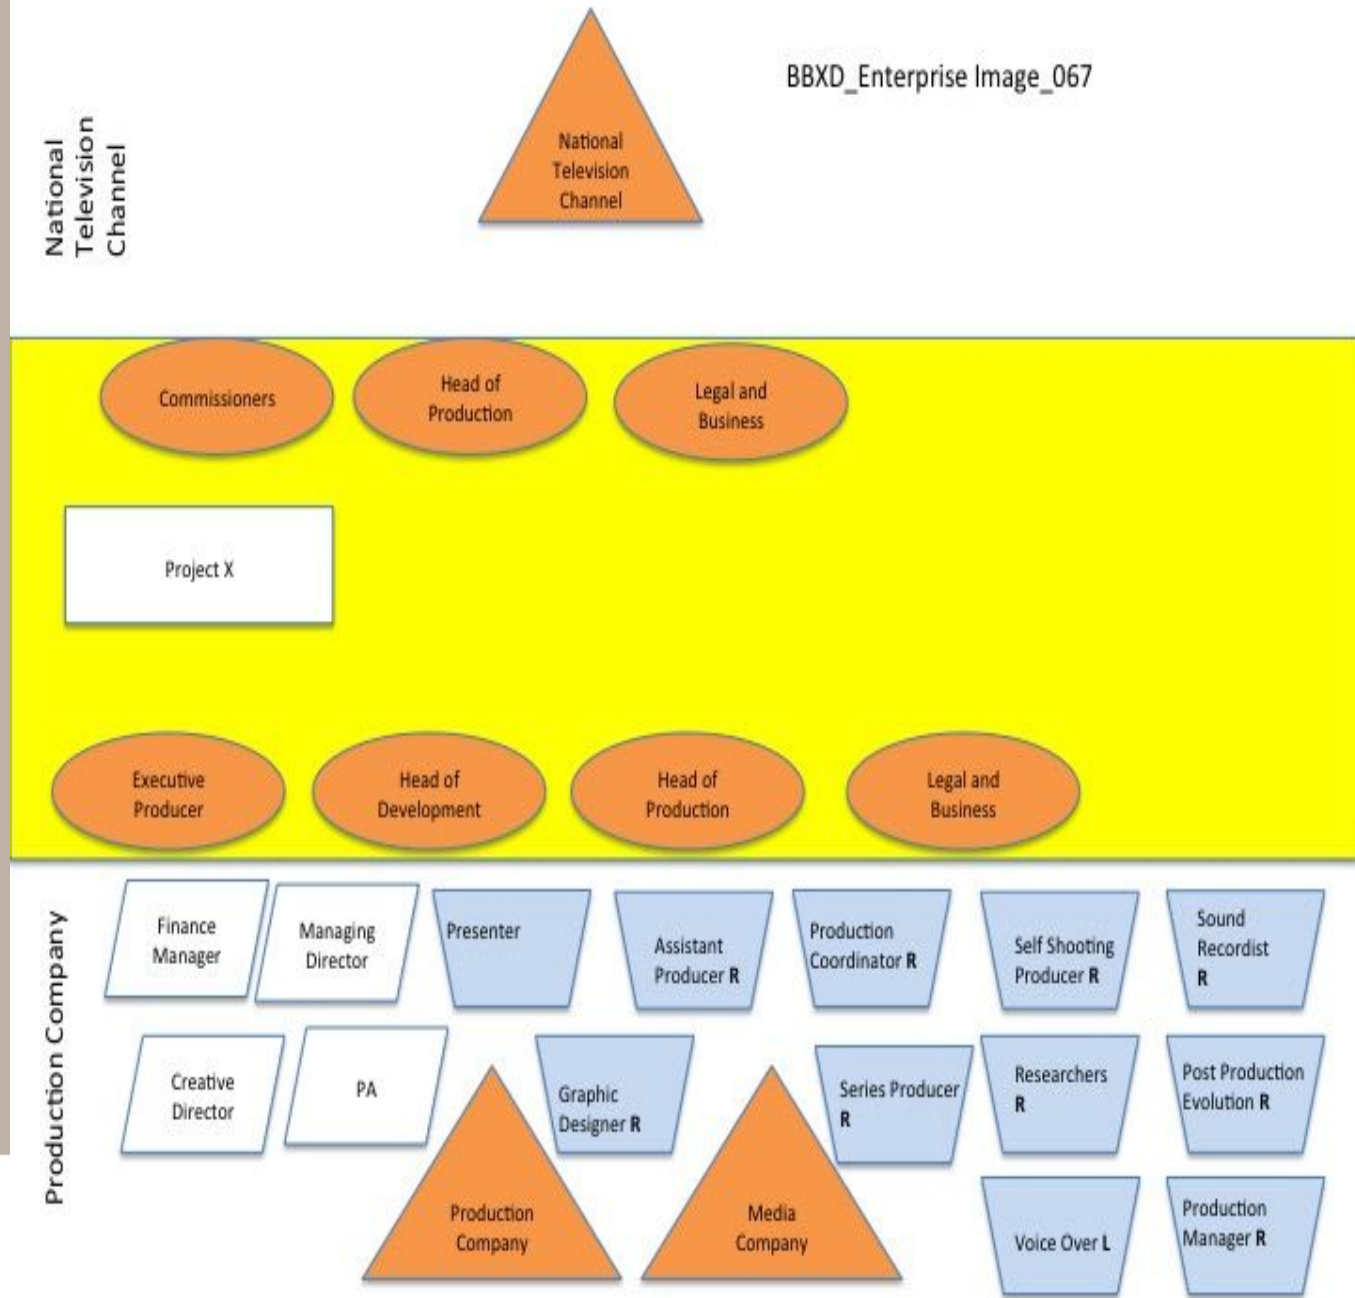 BBXD_Enterprise Image_067
National
Television
Channel
National
Television
Channel
Commissioners
Head of
Production
Legal and
Business
Project X
Executive
Producer
Head of
Development
Head of
Production
Legal and
Business
Production Company
Finance
Manager
Managing
Director
Presenter
Assistant
Producer R
Production
Coordinator R
Self Shooting
Producer R
Sound
Recordist
R
Creative
Director
PA
Graphic
Designer R
Series Producer
R
Researchers
R
Post Production
Evolution R
Production
Company
Media
Company
Voice Over L
Production
Manager R